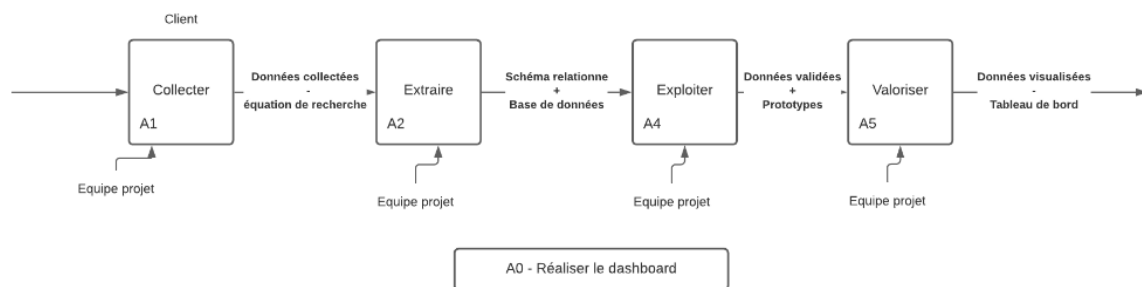 Client
Collecter
A1
Equipe projet
Données collectées
-
équation de recherche
Extraire
A2
Equipe projet
Schéma relationne
+
Base de données
Exploiter
A4
Equipe projet
Données validées
+
Prototypes
Valoriser
A5
Equipe projet
Données visualisées
-
Tableau de bord
A0 - Réaliser le dashboard